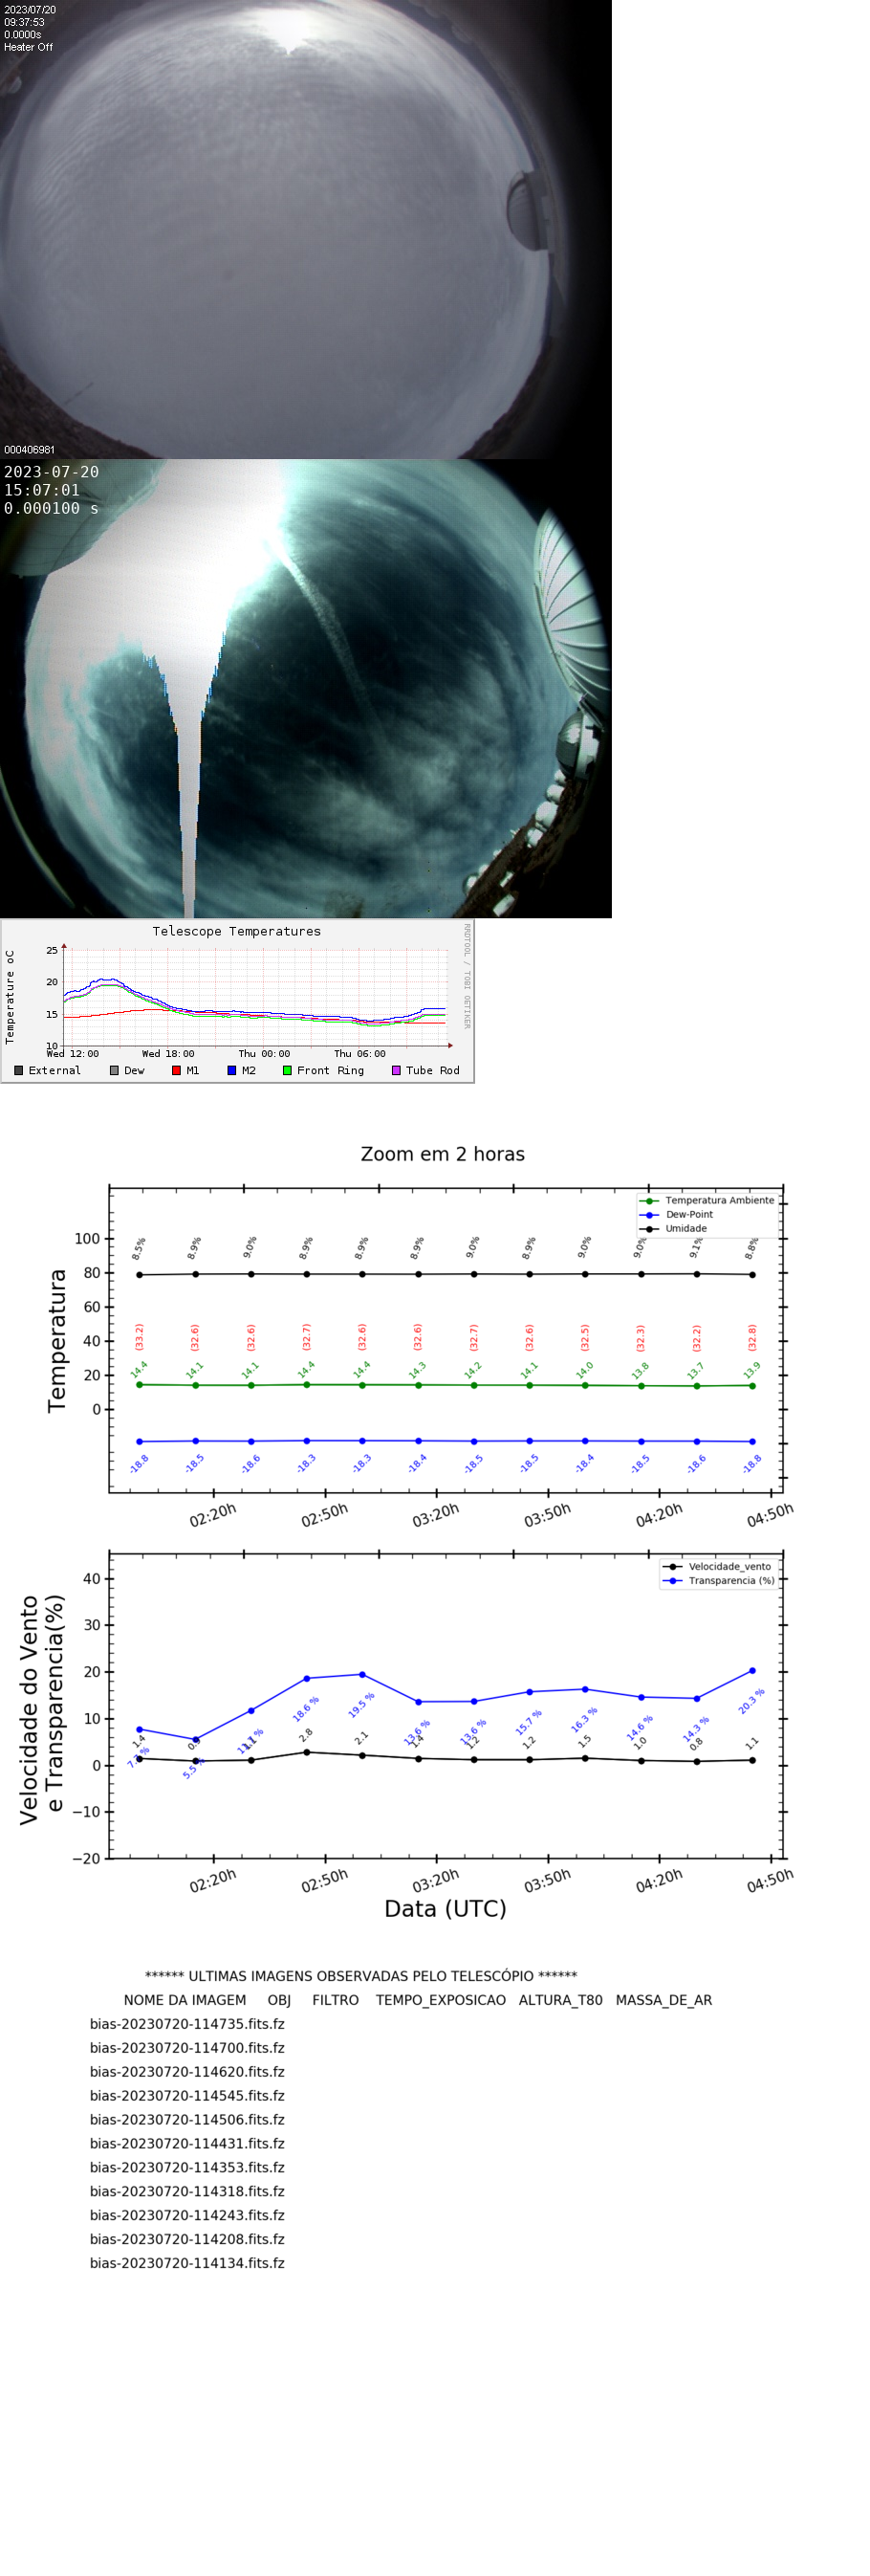 2023/07/20
09:37:53
0.0000s
Heater Off
000406981
2023-07-20
15:07:01
0.000100 s
Telescope Temperatures
RRDTOOL / TOBI OETIKER
Temperature oC
25
20
15
10
Wed 12:00 Wed 18:00 Thu 00:00 Thu 06:00
External Dew M1 M2 Front Ring Tube Rod
Zoom em 2 horas
Temperatura Ambiente
Dew-Point
Umidade
Temperatura
100
80
60
40
20
0
8.5% 8.9% 9.0% 8.9% 8.9% 8.9% 9.0% 8.9% 9.0% 9.0% 9.1% 8.8%
(33.2) (32.6) (32.6) (32.7) (32.6) (32.6) (32.7) (32.6) (32.5) (32.3) (32.2) (32.8)
14.4 14.1 14.1 14.4 14.4 14.3 14.2 14.1 14.0 13.8 13.7 13.9
-18.8 -18.5 -18.6 -18.3 -18.3 -18.4 -18.5 -18.5 -18.4 -18.5 -18.6 -18.8
02:20h 02:50h 03:20h 03:50h 04:20h 04:50h
Velocidade_vento
Transparencia (%)
Velocidade do Vento
e Transparencia(%)
40
30
20
10
0
−10
−20
5.5 % 18.6 % 19.5 % 13.6 % 13.6 % 15.7 % 16.3 % 14.6 % 14.3 % 20.3 %
1.4 2.8 2.1 1.4 1.2 1.2 1.5 1.0 0.8 1.1
02:20h 02:50h 03:20h 03:50h 04:20h 04:50h
Data (UTC)
****** ULTIMAS IMAGENS OBSERVADAS PELO TELESCÓPIO ******
NOME DA IMAGEM OBJ FILTRO TEMPO_EXPOSICAO ALTURA_T80 MASSA_DE_AR
bias-20230720-114735.fits.fz
bias-20230720-114700.fits.fz
bias-20230720-114620.fits.fz
bias-20230720-114545.fits.fz
bias-20230720-114506.fits.fz
bias-20230720-114431.fits.fz
bias-20230720-114353.fits.fz
bias-20230720-114318.fits.fz
bias-20230720-114243.fits.fz
bias-20230720-114208.fits.fz
bias-20230720-114134.fits.fz